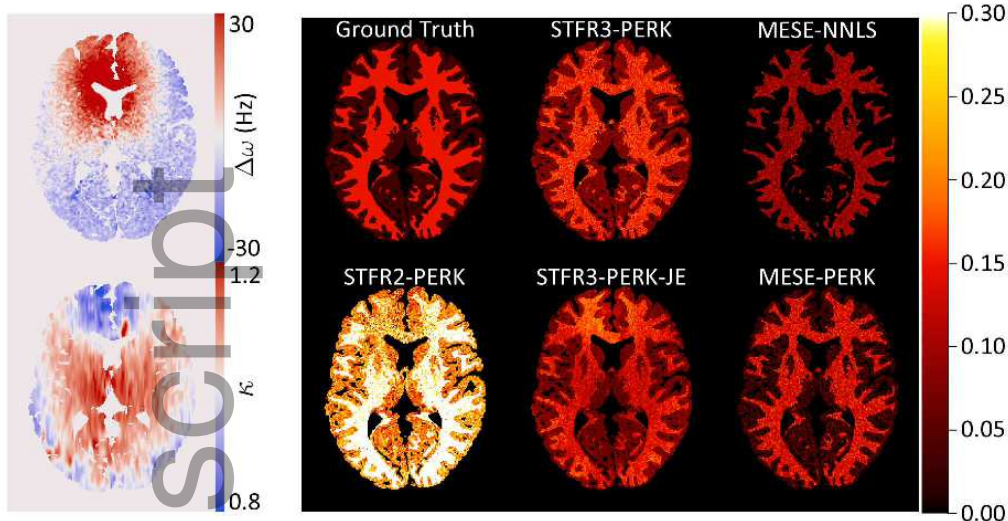 30
Δω (Hz)
-30
1.2
κ
0.8
script
Ground Truth
STFR3-PERK
MESE-NNLS
STFR2-PERK
STFR3-PERK-JE
MESE-PERK
0.30
0.25
0.20
0.15
0.10
0.05
0.00